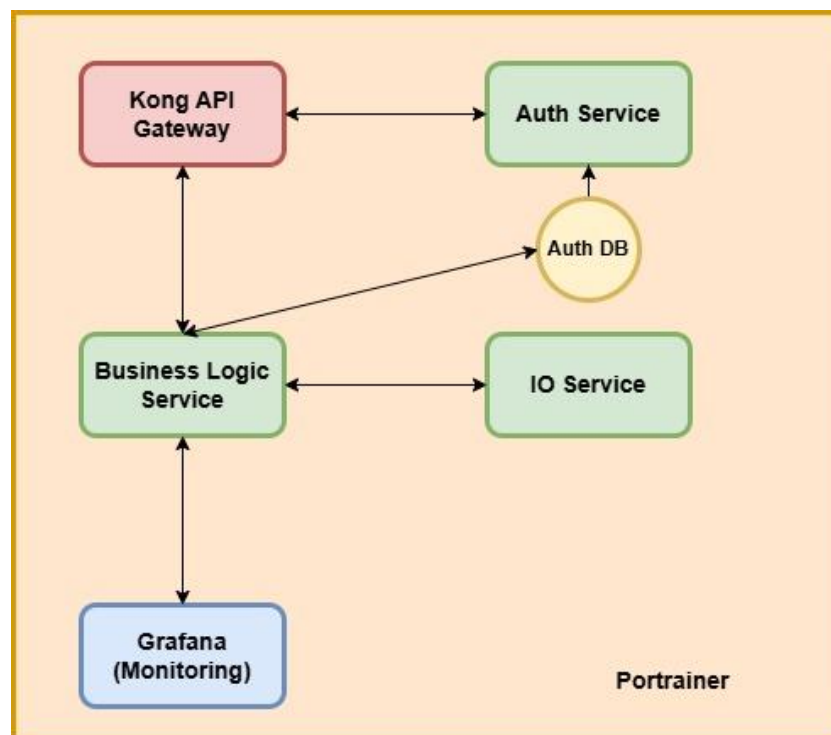 Kong API
Gateway
Auth Service
Auth DB
Business Logic
Service
IO Service
Grafana
(Monitoring)
Portrainer